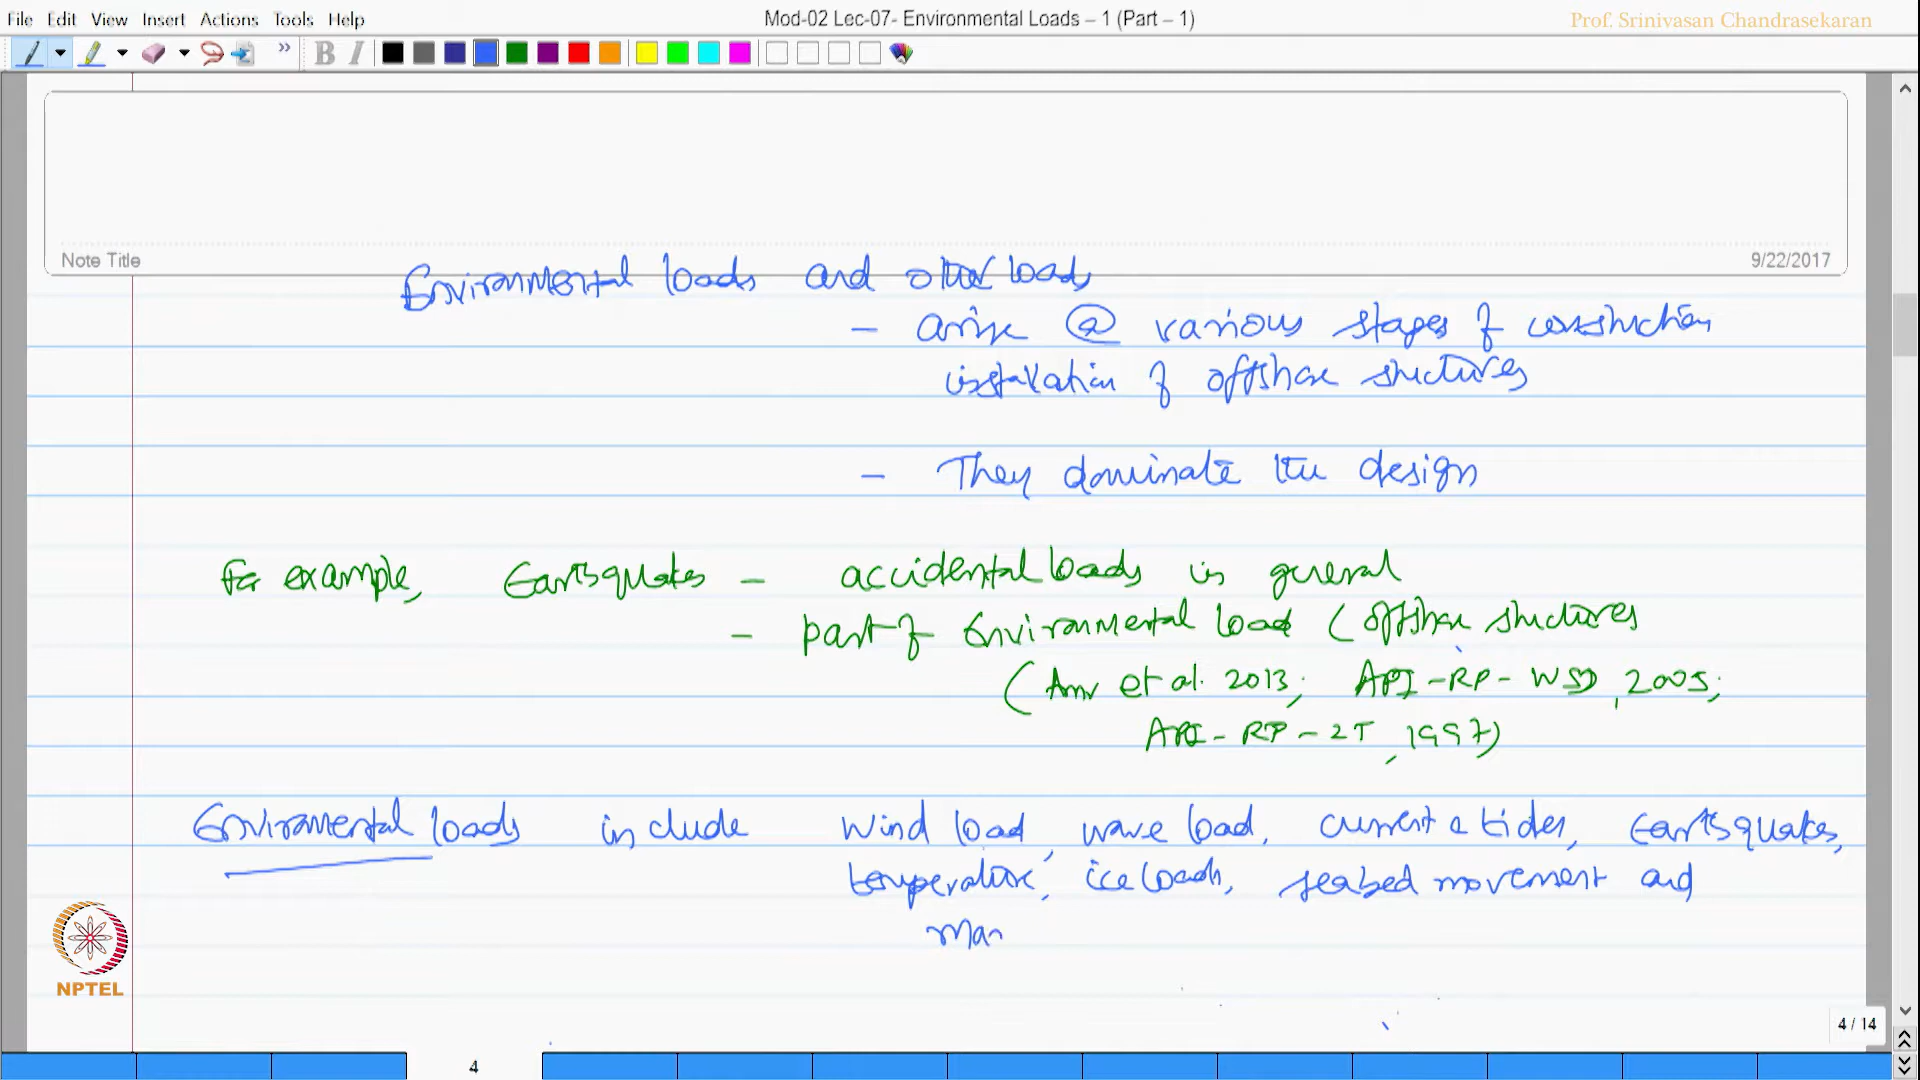 File Edit View Insert Actions Tools Help
Mod-02 Lec-07- Environmental Loads – 1 (Part – 1)
Prof. Srinivasan Chandrasekaran
B I
Note Title
9/22/2017
Environmental loads and other loads
- arise @ various stages of construction
installation of offshore structures
- They dominate the design
For example, Earthquakes - accidental loads in general
- part of Environmental load (offshore structures
(Amr et al. 2013; API-RP-WSD, 2005;
API-RP-2T, 1997)
Environmental loads include Wind load, wave load, current & tides, Earthquakes,
temperature, ice loads, seabed movement and
mar
NPTEL
4 / 14
4